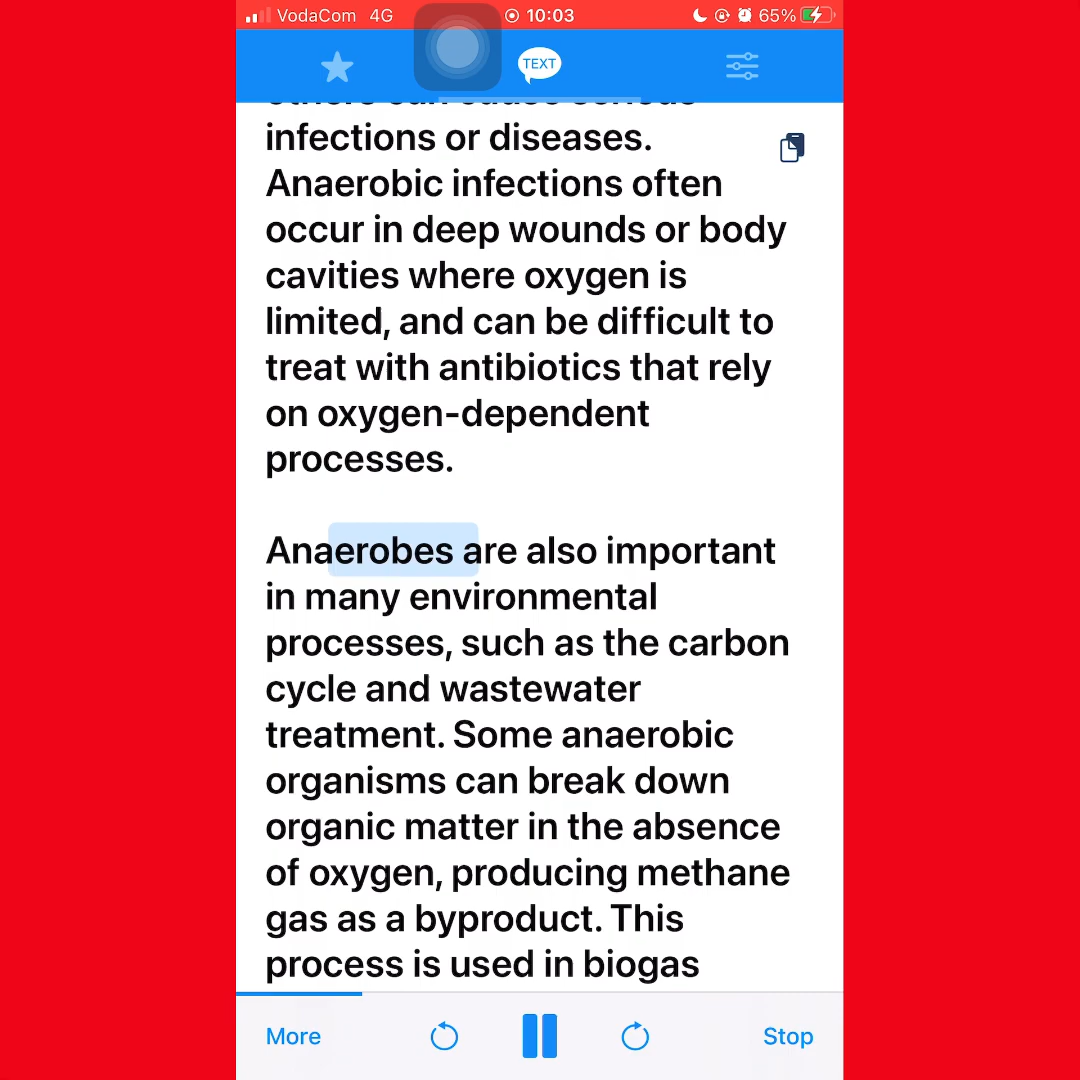 VodaCom 4G 10:03 65%
TEXT
infections or diseases.
Anaerobic infections often
occur in deep wounds or body
cavities where oxygen is
limited, and can be difficult to
treat with antibiotics that rely
on oxygen-dependent
processes.
Anaerobes are also important
in many environmental
processes, such as the carbon
cycle and wastewater
treatment. Some anaerobic
organisms can break down
organic matter in the absence
of oxygen, producing methane
gas as a byproduct. This
process is used in biogas
More Stop